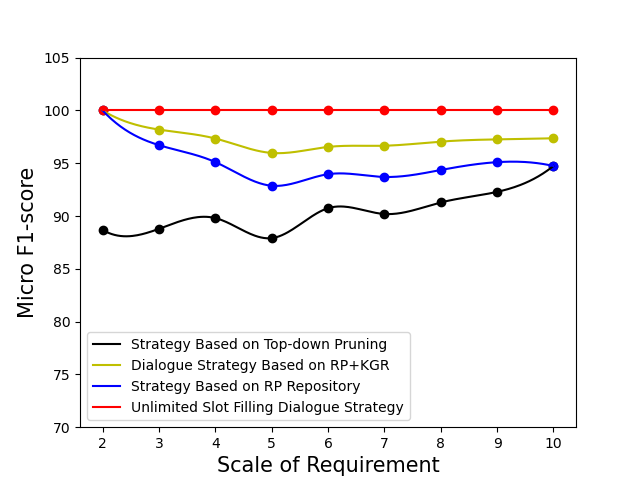 105
100
95
90
85
80
75
70
Micro F1-score
Strategy Based on Top-down Pruning
Dialogue Strategy Based on RP+KGR
Strategy Based on RP Repository
Unlimited Slot Filling Dialogue Strategy
2 3 4 5 6 7 8 9 10
Scale of Requirement